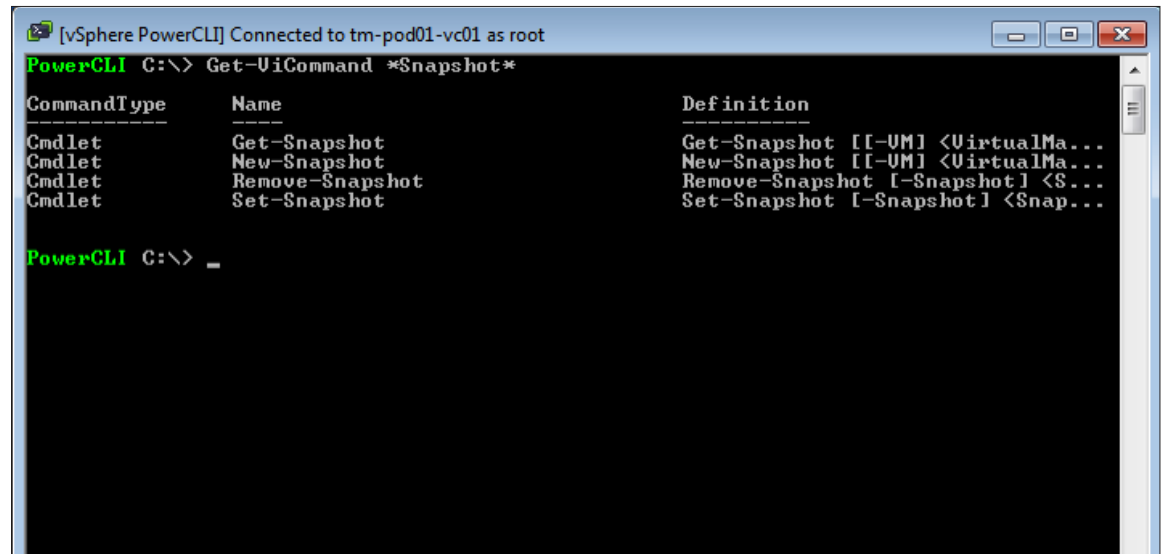 [vSphere PowerCLI] Connected to tm-pod01-vc01 as root
PowerCLI C:\> Get-ViCommand *Snapshot*
CommandType Name Definition
----------- ---- ----------
Cmdlet Get-Snapshot Get-Snapshot [[-VM] <VirtualMa...
Cmdlet New-Snapshot New-Snapshot [[-VM] <VirtualMa...
Cmdlet Remove-Snapshot Remove-Snapshot [-Snapshot] <S...
Cmdlet Set-Snapshot Set-Snapshot [-Snapshot] <Snap...
PowerCLI C:\> _